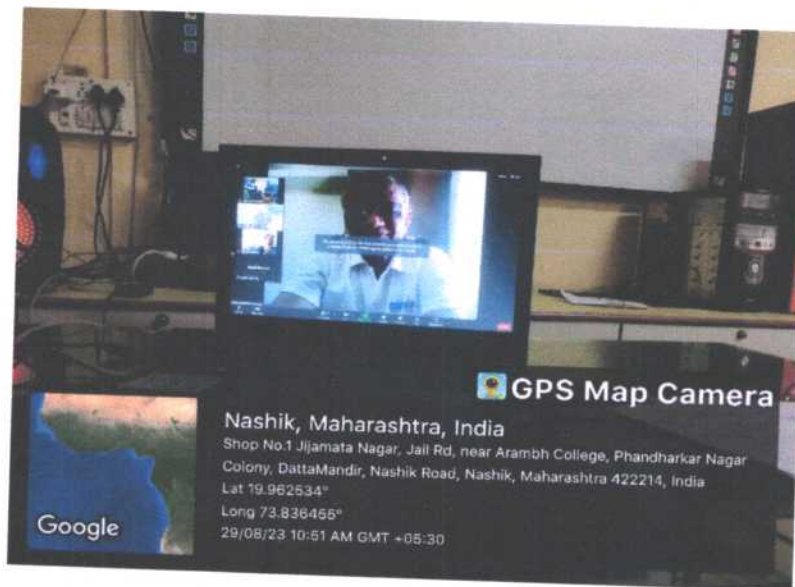 GPS Map Camera
Nashik, Maharashtra, India
Shop No.1 Jijamata Nagar, Jail Rd, near Arambh College, Phandharkar Nagar
Colony, DattaMandir, Nashik Road, Nashik, Maharashtra 422214, India
Lat 19.962534°
Long 73.836455°
29/08/23 10:51 AM GMT +05:30
Google